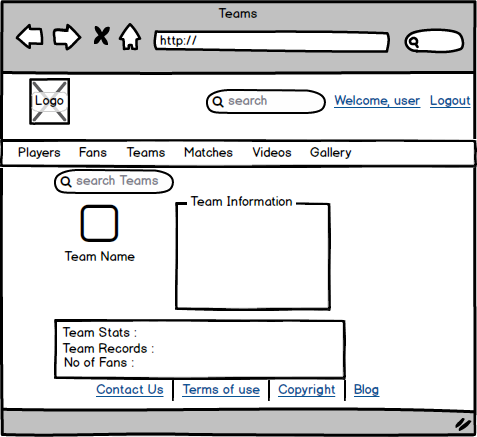 Teams
http://
Logo
search
Welcome, user Logout
Players Fans Teams Matches Videos Gallery
search Teams
Team Information
Team Name
Team Stats :
Team Records :
No of Fans :
Contact Us Terms of use Copyright Blog